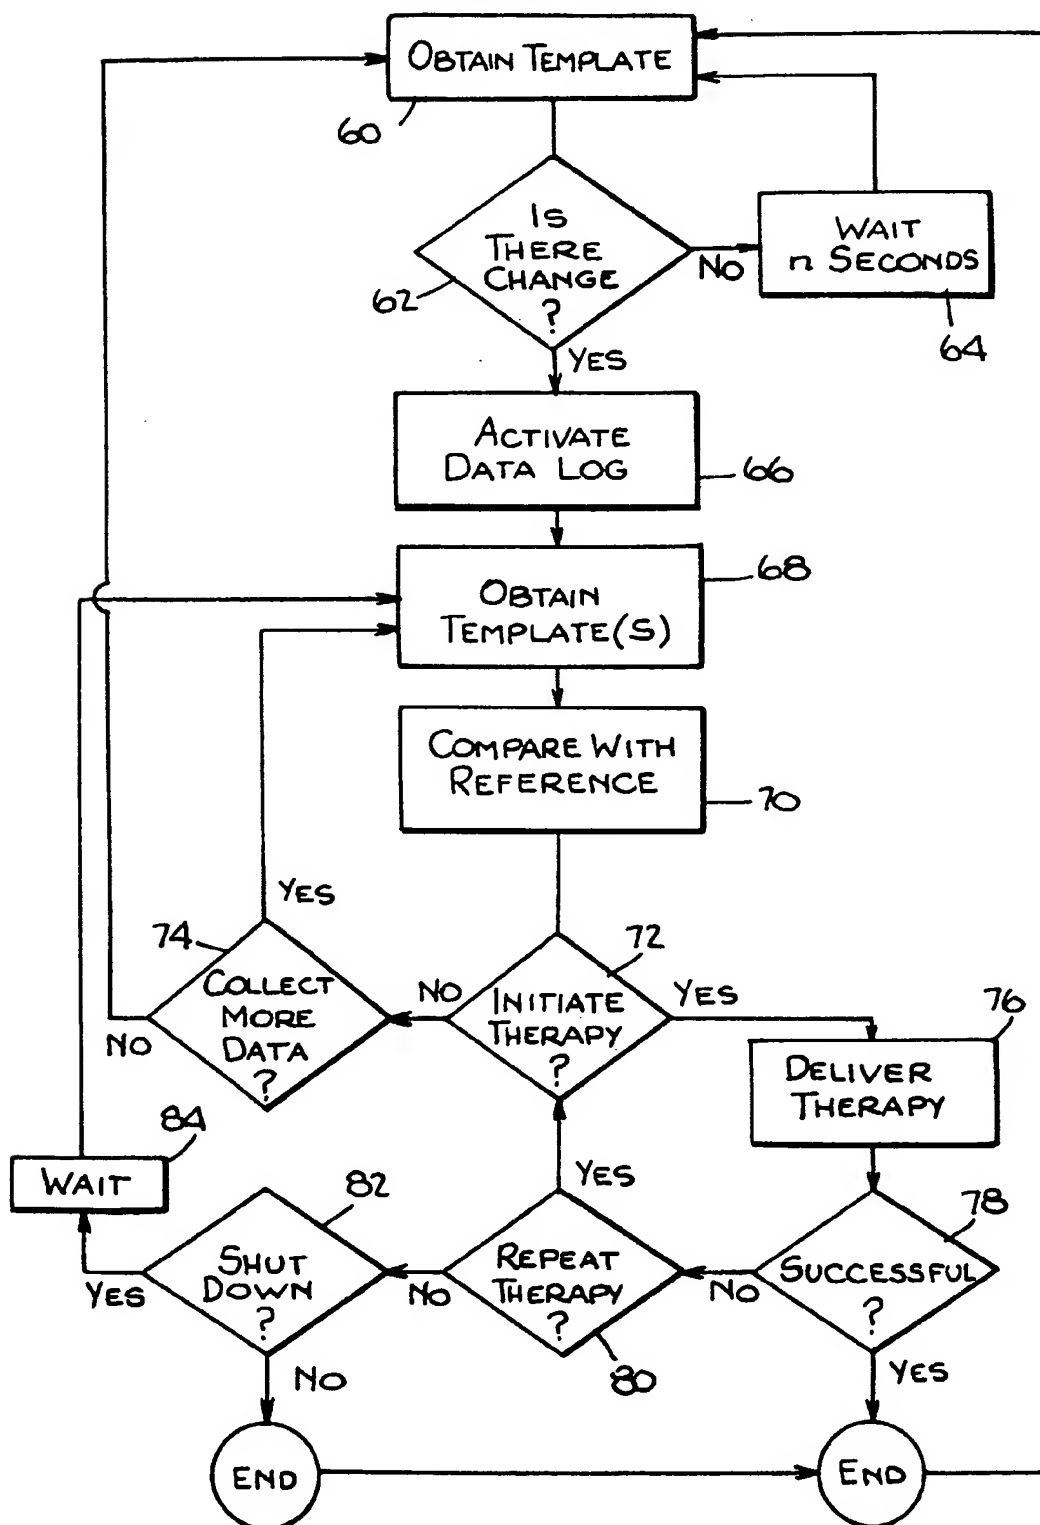 OBTAIN TEMPLATE
60
IS
THERE
CHANGE
?
62
NO
WAIT
n SECONDS
64
YES
ACTIVATE
DATA LOG
66
OBTAIN
TEMPLATE(S)
68
COMPARE WITH
REFERENCE
70
YES
74
COLLECT
MORE
DATA
?
NO
NO
72
INITIATE
THERAPY
?
YES
76
DELIVER
THERAPY
84
WAIT
YES
82
SHUT
DOWN
?
NO
YES
REPEAT
THERAPY
?
80
NO
78
SUCCESSFUL
?
NO
YES
END
END